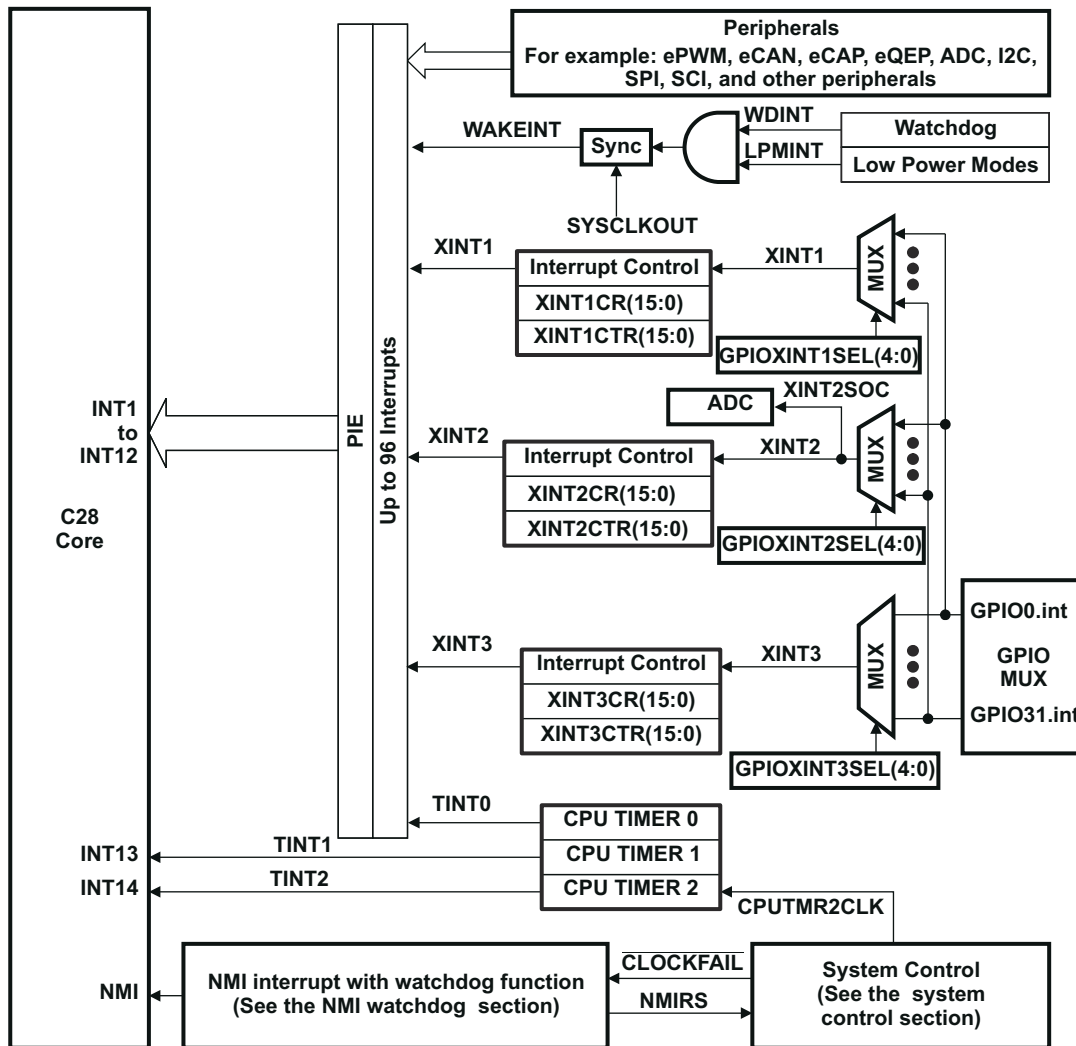 Peripherals
For example: ePWM, eCAN, eCAP, eQEP, ADC, I2C,
SPI, SCI, and other peripherals
WDINT
WAKEINT
Sync
Watchdog
LPMINT
Low Power Modes
SYSCLKOUT
XINT1
Interrupt Control
XINT1
MUX
XINT1CR(15:0)
XINT1CTR(15:0)
GPIOXINT1SEL(4:0)
INT1
to
INT12
PIE
Up to 96 Interrupts
ADC
XINT2SOC
XINT2
Interrupt Control
XINT2
MUX
XINT2CR(15:0)
XINT2CTR(15:0)
GPIOXINT2SEL(4:0)
C28
Core
GPIO0.int
GPIO
MUX
GPIO31.int
XINT3
Interrupt Control
XINT3
MUX
XINT3CR(15:0)
XINT3CTR(15:0)
GPIOXINT3SEL(4:0)
TINT0
CPU TIMER 0
INT13
TINT1
CPU TIMER 1
INT14
TINT2
CPU TIMER 2
CPUTMR2CLK
NMI
NMI interrupt with watchdog function
(See the NMI watchdog section)
CLOCKFAIL
NMIRS
System Control
(See the system
control section)